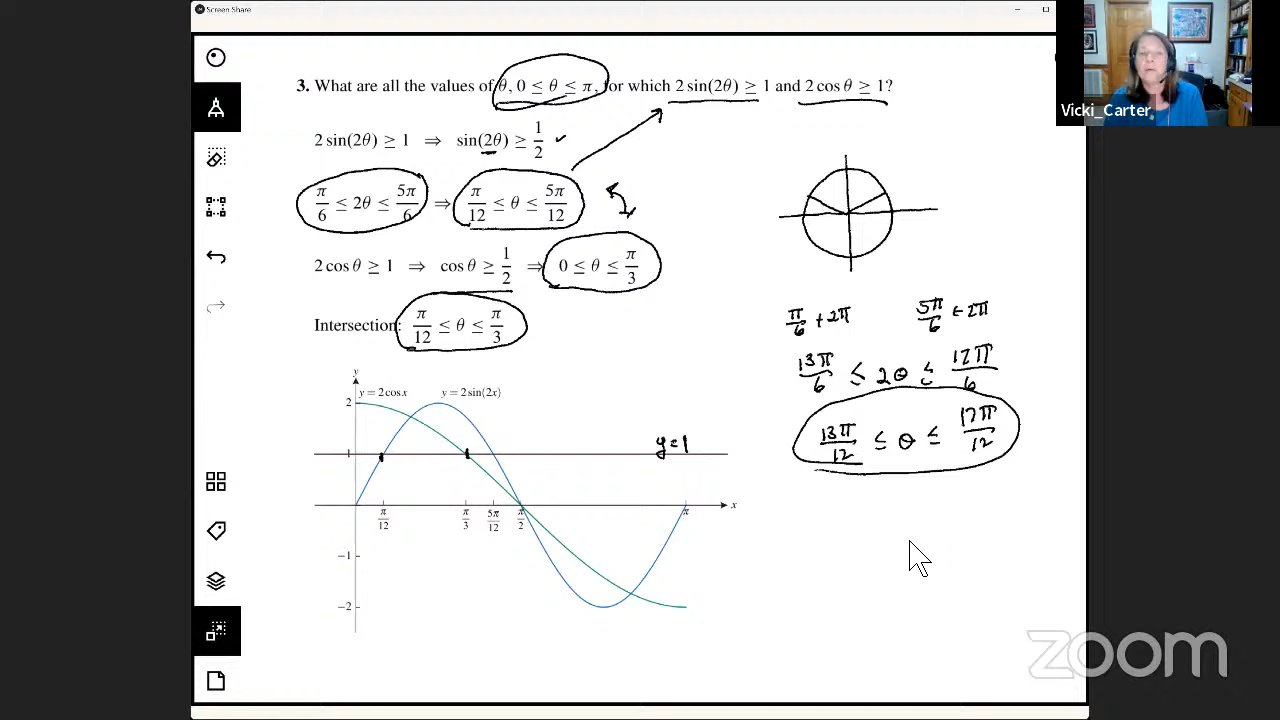 Screen Share
Vicki_Carter
3. What are all the values of θ, 0 ≤ θ ≤ π, for which 2 sin(2θ) ≥ 1 and 2 cos θ ≥ 1?
2 sin(2θ) ≥ 1 ⇒ sin(2θ) ≥ 1/2 ✓
π/6 ≤ 2θ ≤ 5π/6 ⇒ π/12 ≤ θ ≤ 5π/12
2 cos θ ≥ 1 ⇒ cos θ ≥ 1/2 ⇒ 0 ≤ θ ≤ π/3
Intersection: π/12 ≤ θ ≤ π/3
π/6 + 2π 5π/6 + 2π
13π/6 ≤ 2θ ≤ 17π/6
13π/12 ≤ θ ≤ 17π/12
y
y = 2 cos x y = 2 sin(2x)
2
y=1
1
x
π/12 π/3 5π/12 π/2 π
−1
−2
zoom